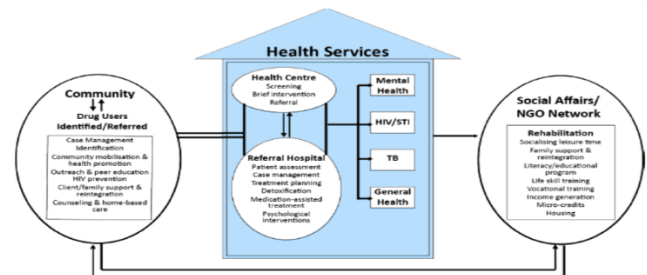 Health Services
Community
Drug Users
Identified/Referred
Case Management
Identification
Community mobilisation &
health promotion
Outreach & peer education
HIV prevention
Client/family support &
reintegration
Counseling & home-based
care
Health Centre
Screening
Brief intervention
Referral
Referral Hospital
Patient assessment
Case management
Treatment planning
Detoxification
Medication-assisted
treatment
Psychological
interventions
Mental
Health
HIV/STI
TB
General
Health
Social Affairs/
NGO Network
Rehabilitation
Socialising leisure time
Family support &
reintegration
Literacy/educational
program
Life skill training
Vocational training
Income generation
Micro-credits
Housing